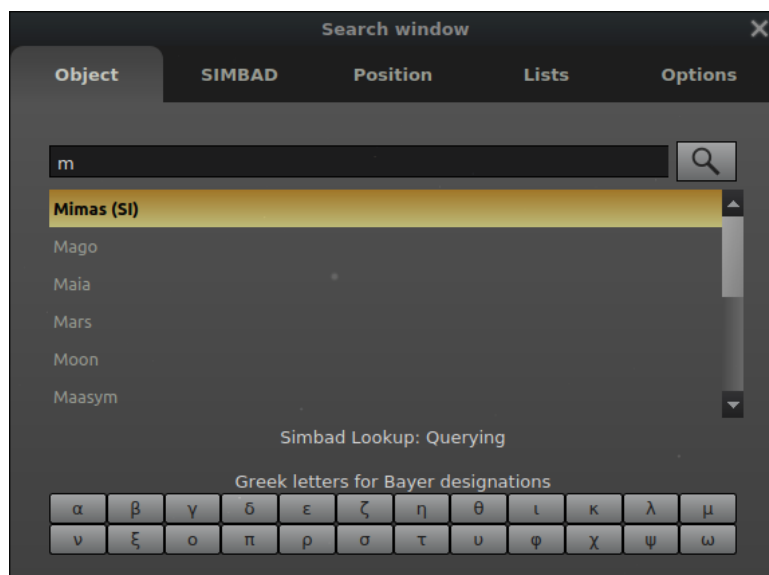 Search window
Object SIMBAD Position Lists Options
m
Mimas (SI)
Mago
Maia
Mars
Moon
Maasym
Simbad Lookup: Querying
Greek letters for Bayer designations
α β γ δ ε ζ η θ ι κ λ μ
ν ξ ο π ρ σ τ υ φ χ ψ ω